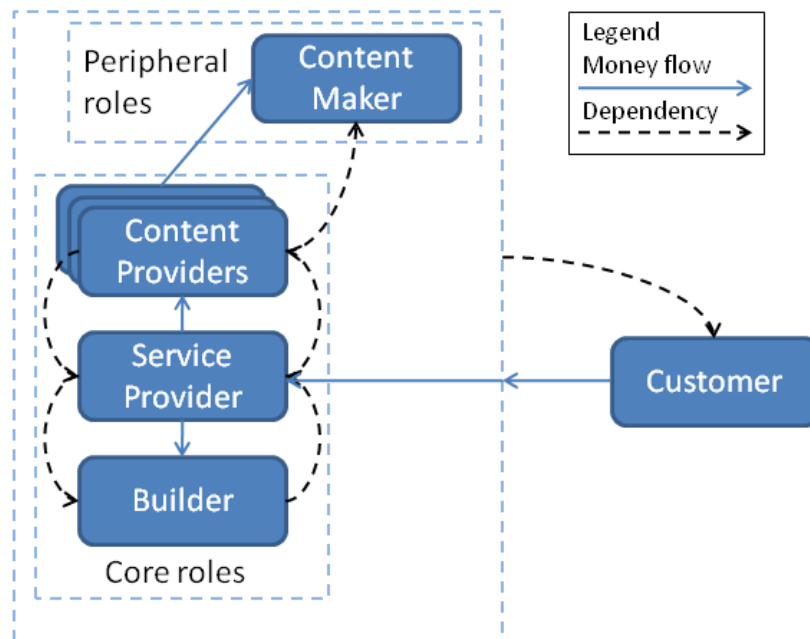 Peripheral
roles
Content
Maker
Legend
Money flow
Dependency
Content
Providers
Service
Provider
Customer
Builder
Core roles